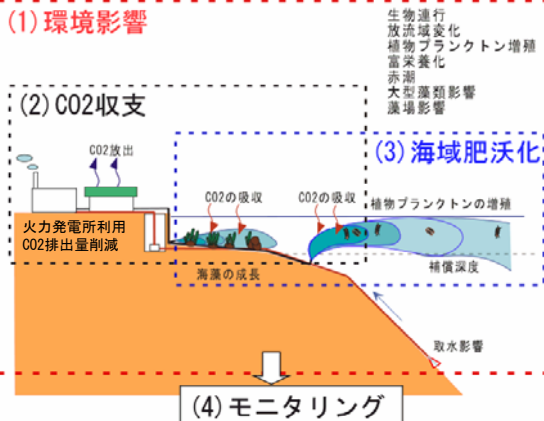 (1)環境影響
生物連行
放流域変化
植物プランクトン増殖
富栄養化
赤潮
大型藻類影響
藻場影響
(2)CO2収支
(3)海域肥沃化
CO2放出
CO2の吸収
CO2の吸収
植物プランクトンの増殖
火力発電所利用
CO2排出量削減
海藻の成長
補償深度
取水影響
(4)モニタリング